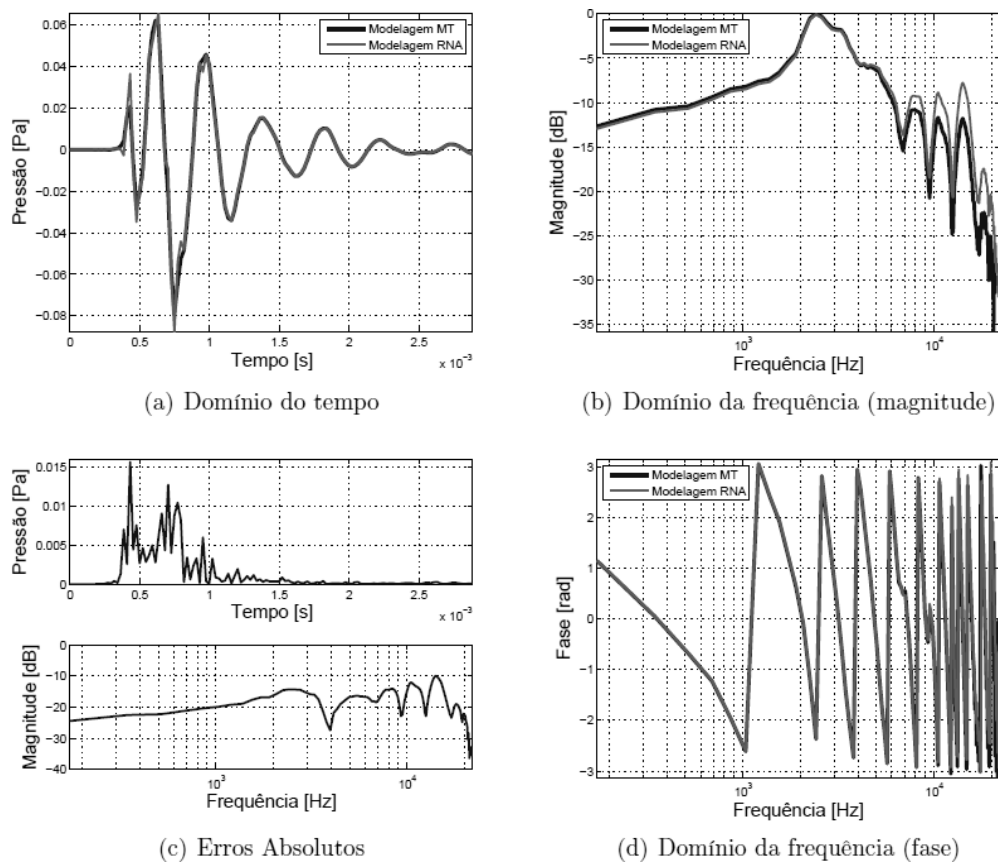 0.06
0.04
0.02
0
−0.02
−0.04
−0.06
−0.08
Pressão [Pa]
Modelagem MT
Modelagem RNA
0
0.5
1
1.5
2
2.5
Tempo [s]
x 10⁻³
(a) Domínio do tempo
0
−5
−10
−15
−20
−25
−30
−35
Magnitude [dB]
Modelagem MT
Modelagem RNA
10³
10⁴
Frequência [Hz]
(b) Domínio da frequência (magnitude)
0.015
0.01
0.005
0
Pressão [Pa]
0
0.5
1
1.5
2
2.5
Tempo [s]
x 10⁻³
0
−10
−20
−30
−40
Magnitude [dB]
10³
10⁴
Frequência [Hz]
(c) Erros Absolutos
3
2
1
0
−1
−2
−3
Fase [rad]
Modelagem MT
Modelagem RNA
10³
10⁴
Frequência [Hz]
(d) Domínio da frequência (fase)